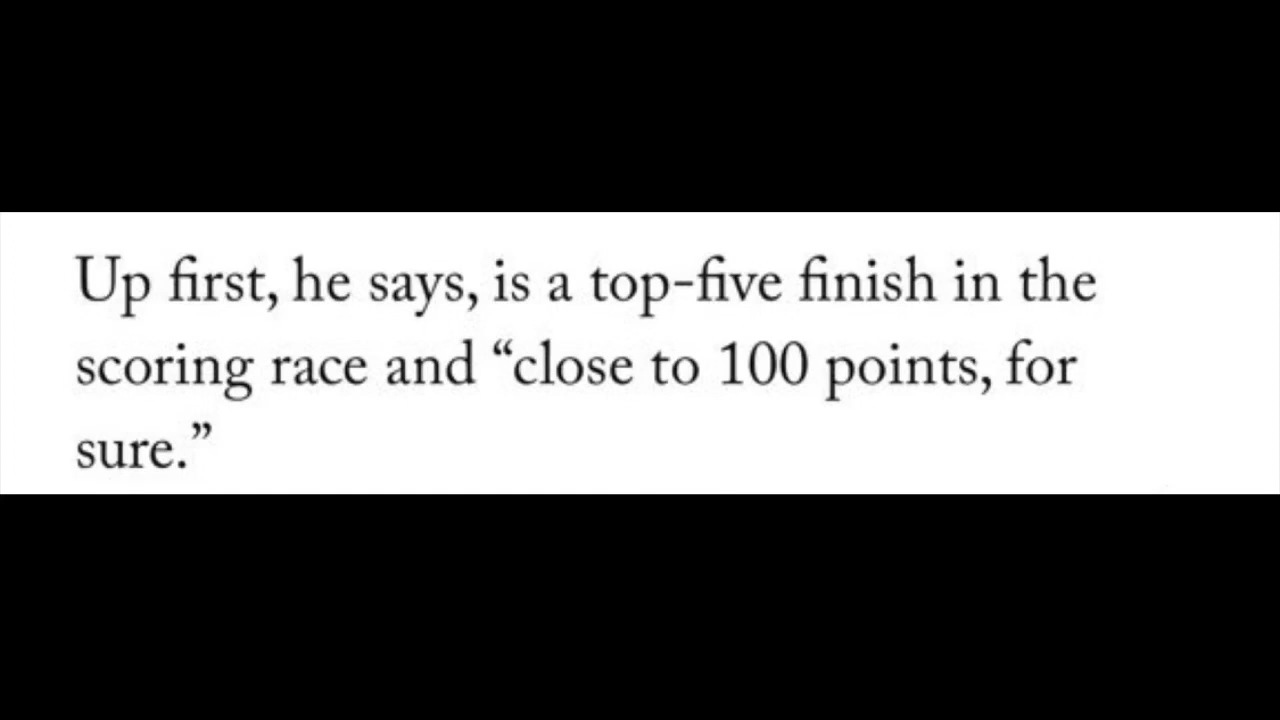 Up first, he says, is a top-five finish in the
scoring race and “close to 100 points, for
sure.”